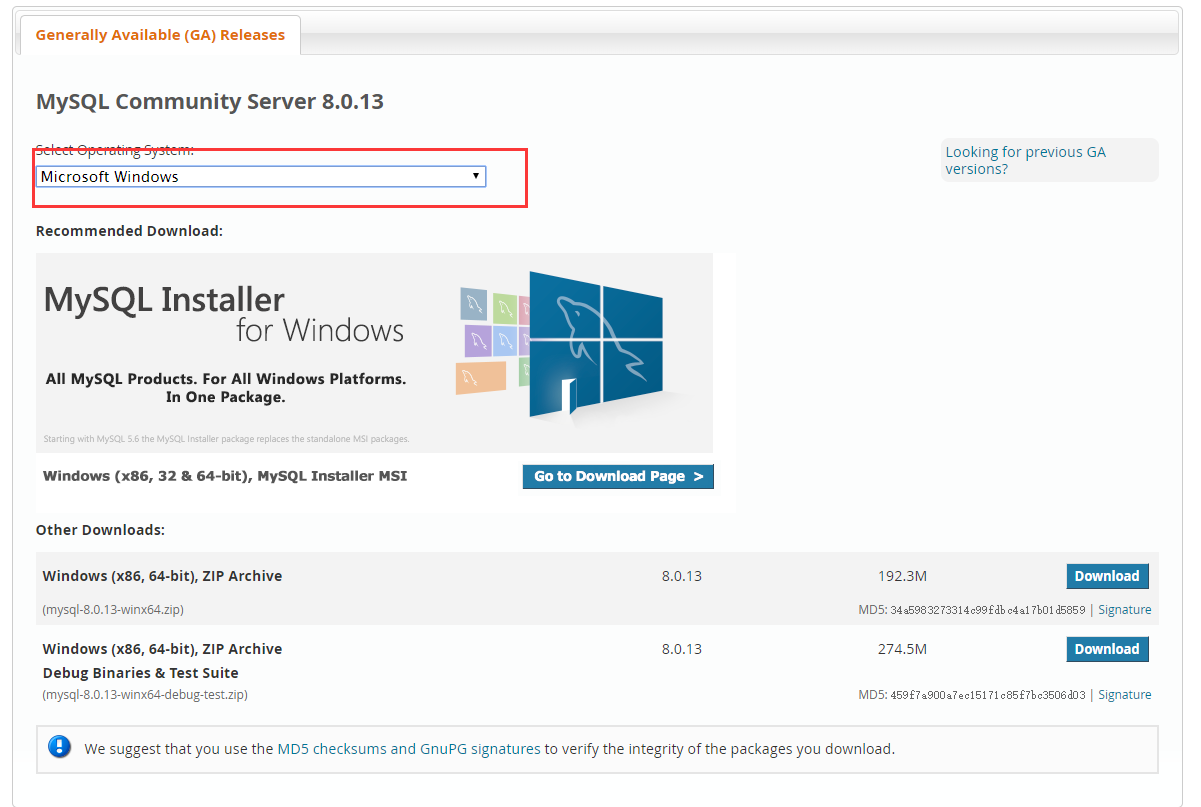 Generally Available (GA) Releases
MySQL Community Server 8.0.13
Select Operating System:
Looking for previous GA
versions?
Microsoft Windows
Recommended Download:
MySQL Installer
for Windows
All MySQL Products. For All Windows Platforms.
In One Package.
Starting with MySQL 5.6 the MySQL Installer package replaces the standalone MSI packages.
Windows (x86, 32 & 64-bit), MySQL Installer MSI
Go to Download Page >
Other Downloads:
Windows (x86, 64-bit), ZIP Archive 8.0.13 192.3M Download
(mysql-8.0.13-winx64.zip) MD5: 34a5983273314c99fdbc4a17b01d5859 | Signature
Windows (x86, 64-bit), ZIP Archive 8.0.13 274.5M Download
Debug Binaries & Test Suite
(mysql-8.0.13-winx64-debug-test.zip) MD5: 459f7a900a7ec15171c85f7bc3506d03 | Signature
We suggest that you use the MD5 checksums and GnuPG signatures to verify the integrity of the packages you download.